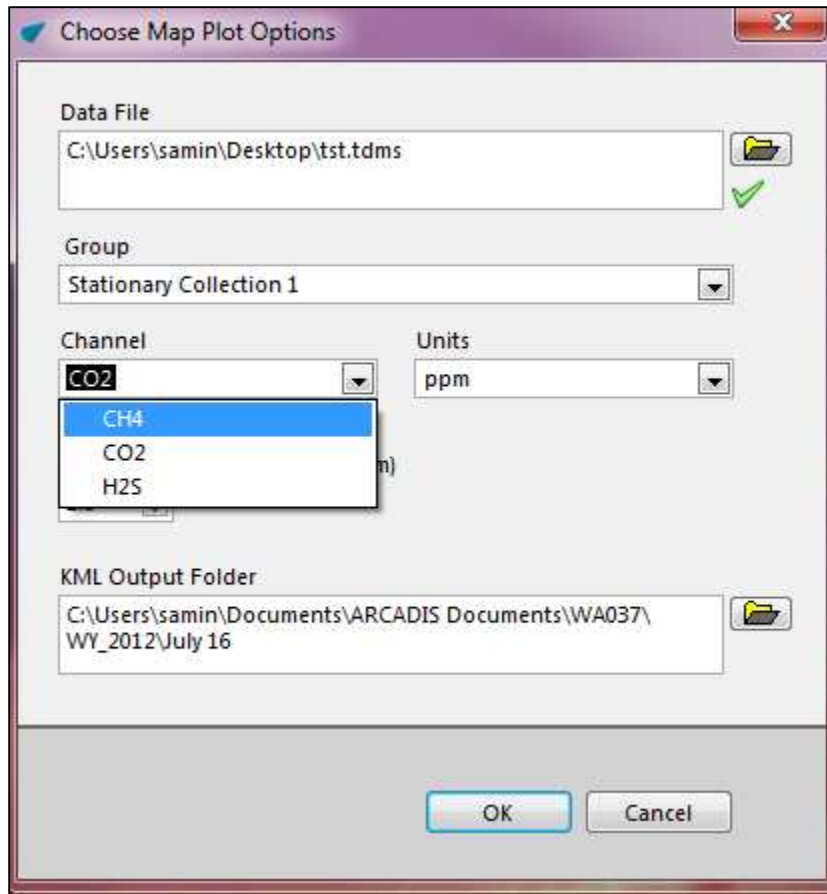 Choose Map Plot Options
Data File
C:\Users\samin\Desktop\tst.tdms
Group
Stationary Collection 1
Channel
Units
CO2
ppm
CH4
CO2
H2S
m)
KML Output Folder
C:\Users\samin\Documents\ARCADIS Documents\WA037\
WY_2012\July 16
OK
Cancel